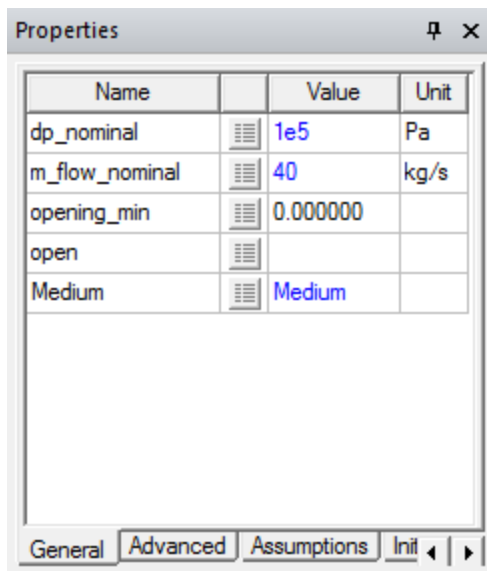 Properties
Name Value Unit
dp_nominal 1e5 Pa
m_flow_nominal 40 kg/s
opening_min 0.000000
open
Medium Medium
General Advanced Assumptions Init